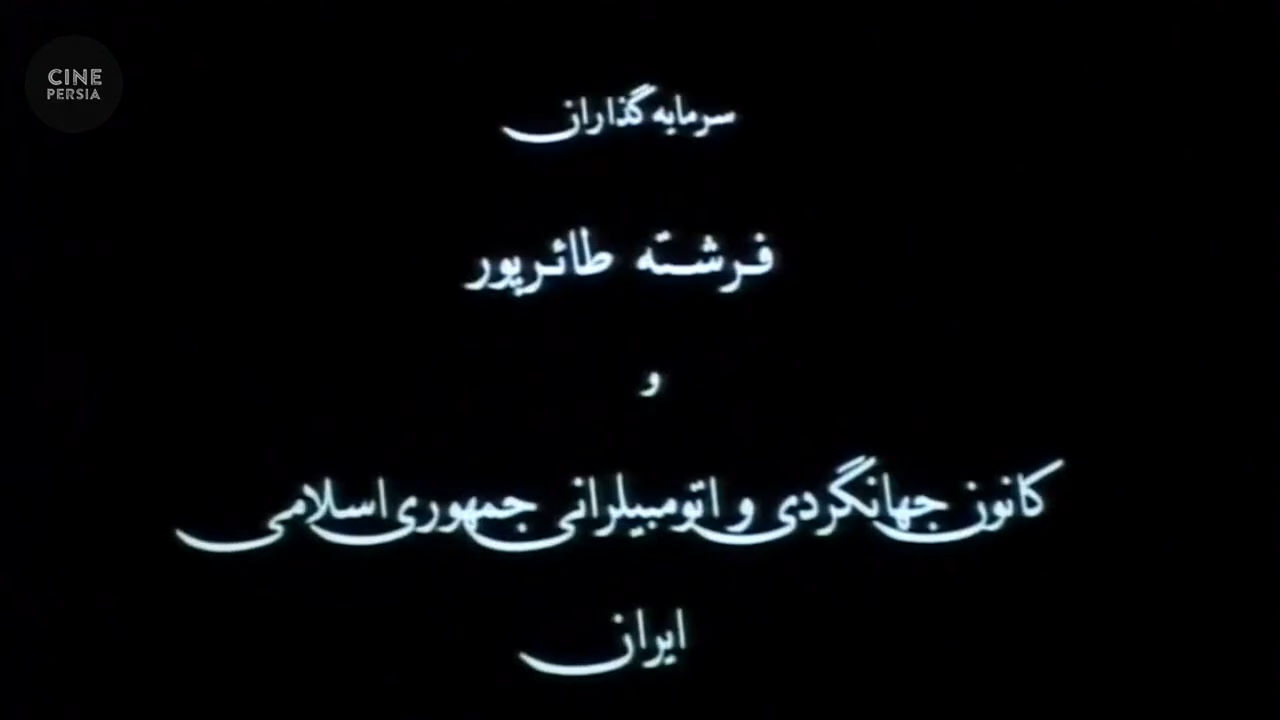 CINE
PERSIA
سرمایه‌گذاران
فرشته طائرپور
و
کانون جهانگردی و اتومبیلرانی جمهوری اسلامی
ایران